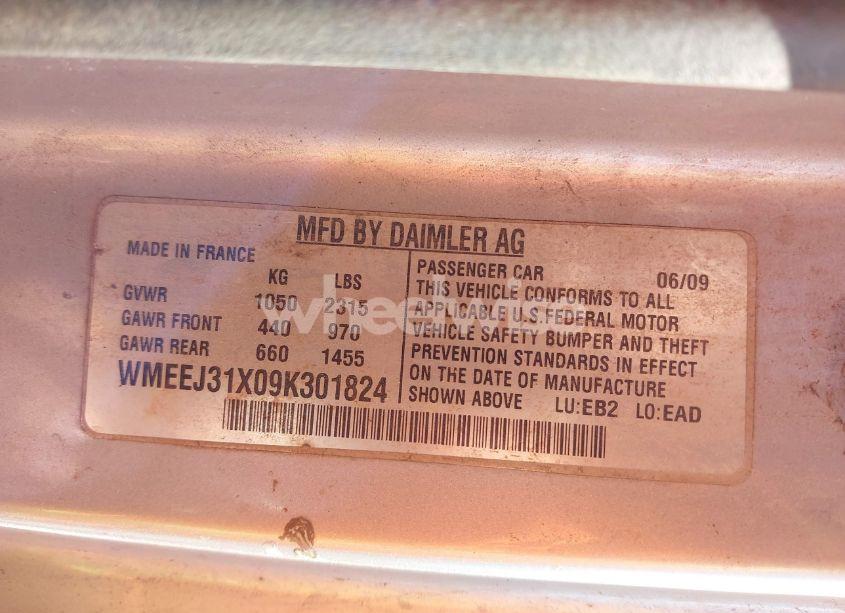 MFD BY DAIMLER AG
MADE IN FRANCE
KG LBS
GVWR 1050 2315
GAWR FRONT 440 970
GAWR REAR 660 1455
WMEEJ31X09K301824
PASSENGER CAR 06/09
THIS VEHICLE CONFORMS TO ALL
APPLICABLE U.S.FEDERAL MOTOR
VEHICLE SAFETY BUMPER AND THEFT
PREVENTION STANDARDS IN EFFECT
ON THE DATE OF MANUFACTURE
SHOWN ABOVE LU:EB2 LO:EAD